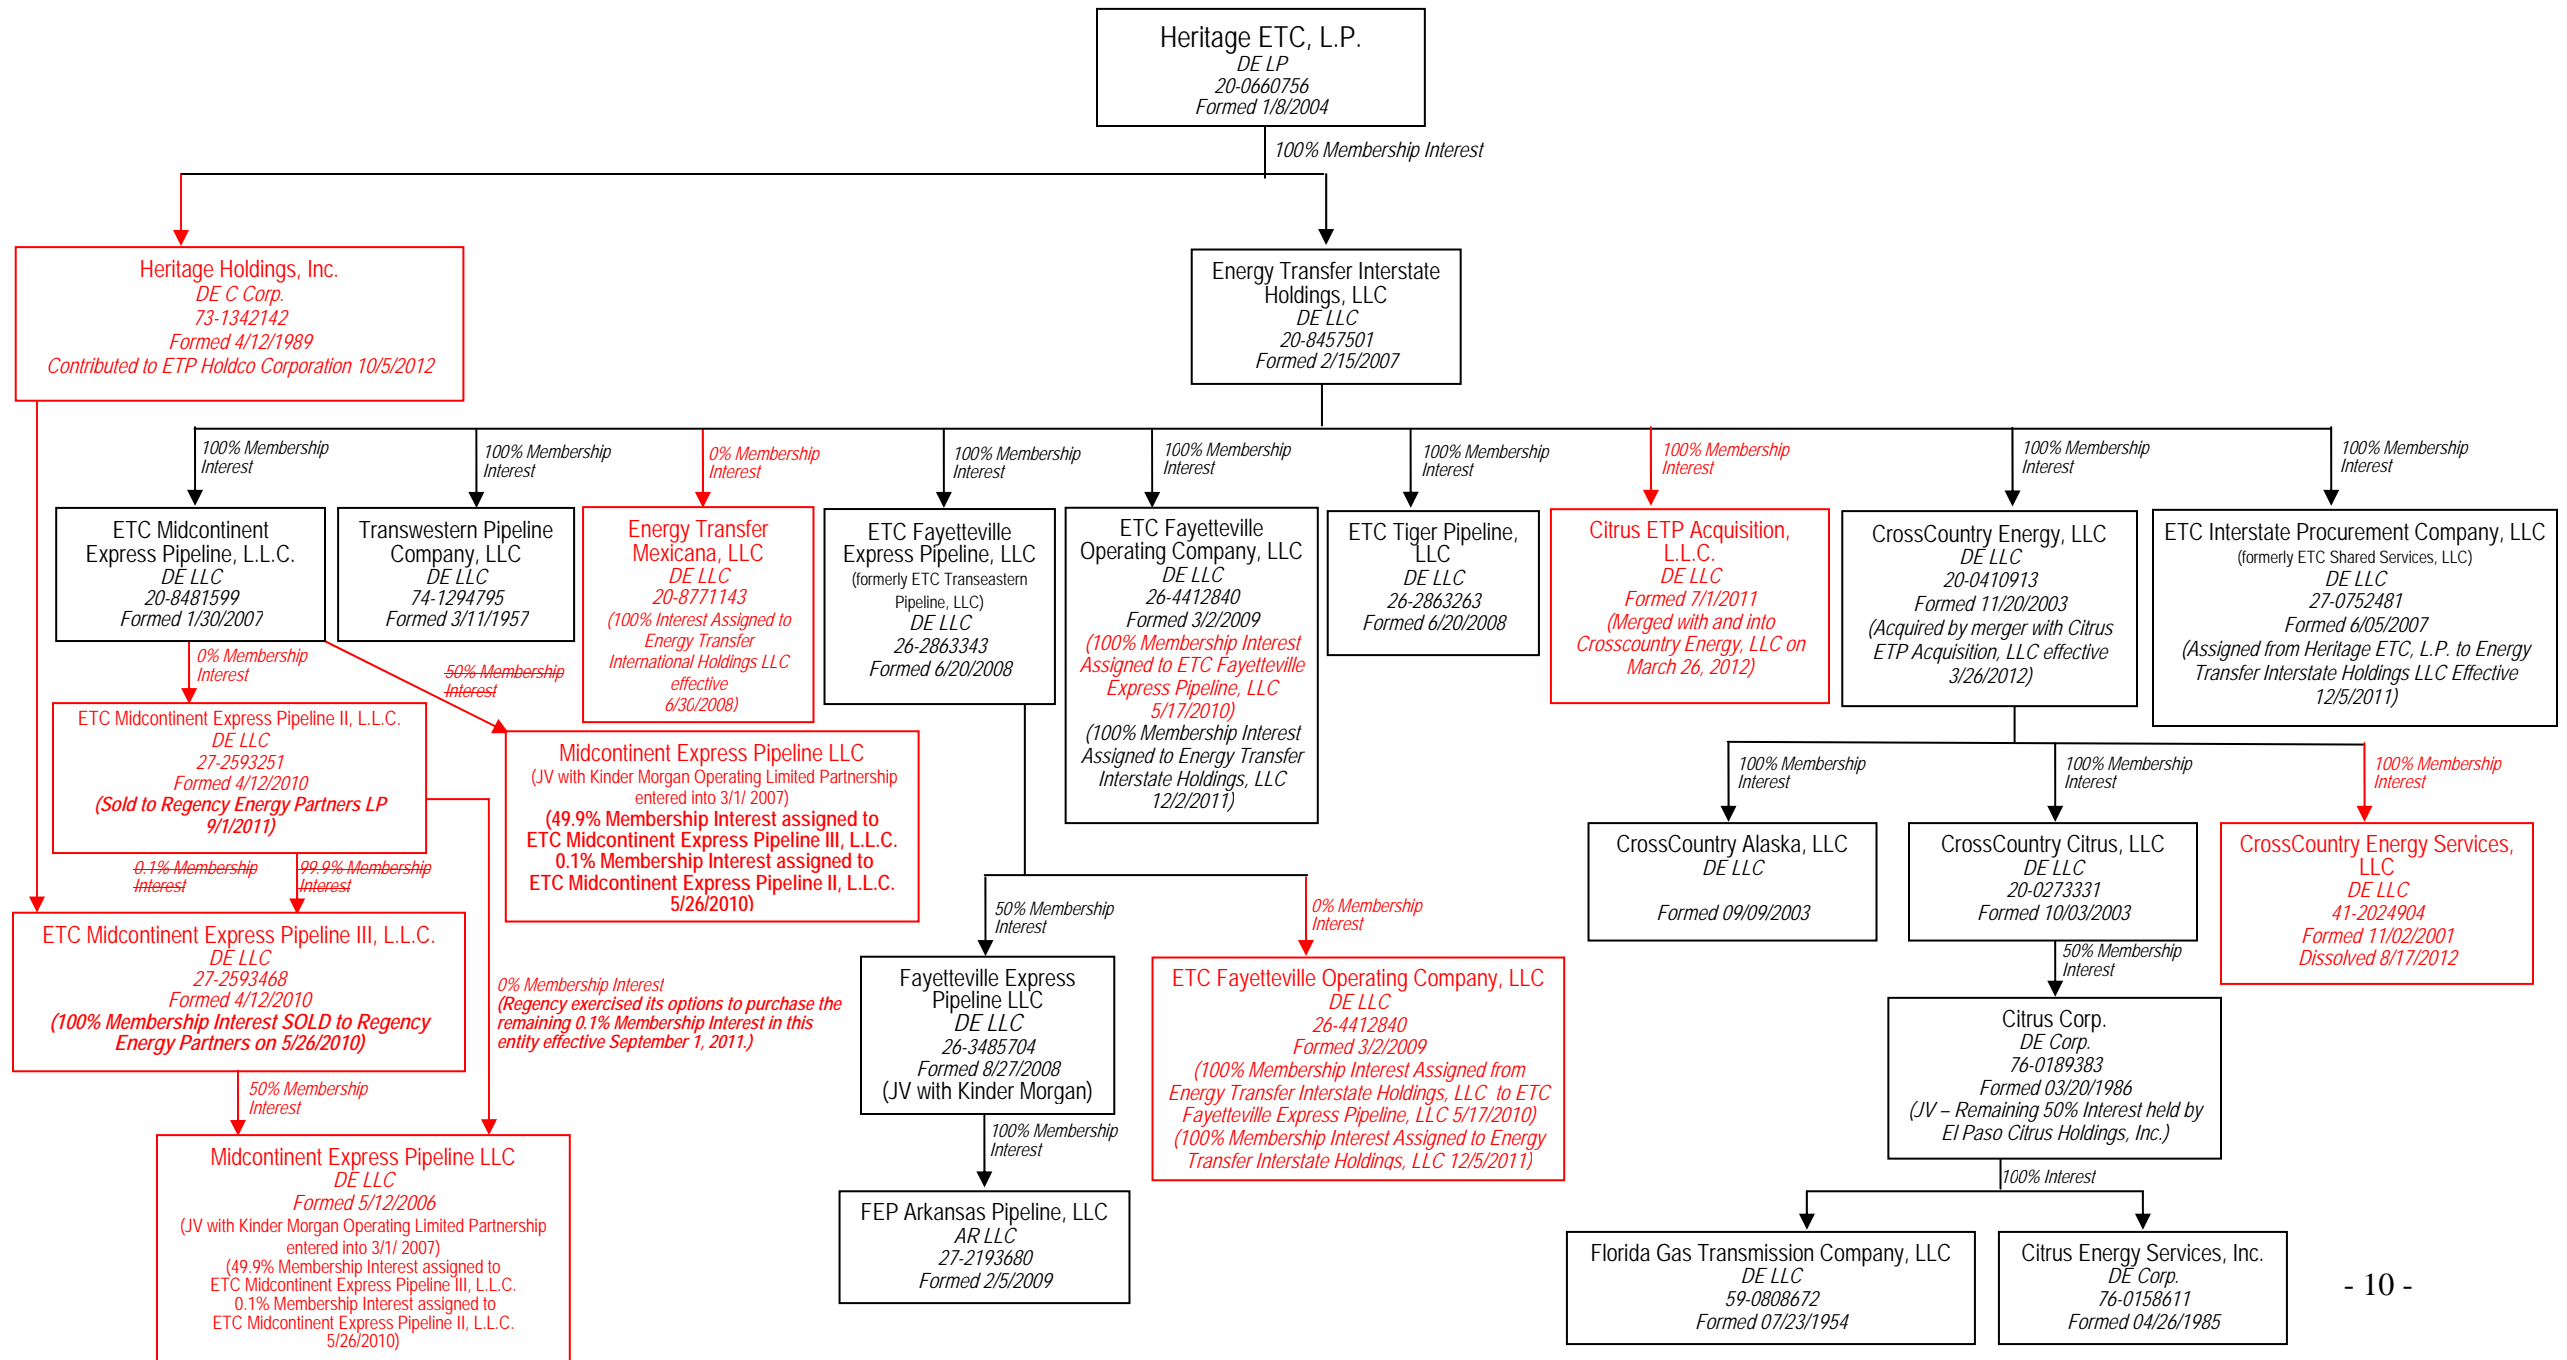 Heritage ETC, L.P.
DE LP
20-0660756
Formed 1/8/2004
100% Membership Interest
Heritage Holdings, Inc.
DE C Corp.
73-1342142
Formed 4/12/1989
Contributed to ETP Holdco Corporation 10/5/2012
Energy Transfer Interstate
Holdings, LLC
DE LLC
20-8457501
Formed 2/15/2007
100% Membership
Interest
100% Membership
Interest
0% Membership
Interest
100% Membership
Interest
100% Membership
Interest
100% Membership
Interest
100% Membership
Interest
100% Membership
Interest
100% Membership
Interest
ETC Midcontinent
Express Pipeline, L.L.C.
DE LLC
20-8481599
Formed 1/30/2007
Transwestern Pipeline
Company, LLC
DE LLC
74-1294795
Formed 3/11/1957
Energy Transfer
Mexicana, LLC
DE LLC
20-8771143
(100% Interest Assigned to
Energy Transfer
International Holdings LLC
effective
6/30/2008)
ETC Fayetteville
Express Pipeline, LLC
(formerly ETC Transeastern
Pipeline, LLC)
DE LLC
26-2863343
Formed 6/20/2008
ETC Fayetteville
Operating Company, LLC
DE LLC
26-4412840
Formed 3/2/2009
(100% Membership Interest
Assigned to ETC Fayetteville
Express Pipeline, LLC
5/17/2010)
(100% Membership Interest
Assigned to Energy Transfer
Interstate Holdings, LLC
12/2/2011)
ETC Tiger Pipeline,
LLC
DE LLC
26-2863263
Formed 6/20/2008
Citrus ETP Acquisition,
L.L.C.
DE LLC
Formed 7/1/2011
(Merged with and into
Crosscountry Energy, LLC on
March 26, 2012)
CrossCountry Energy, LLC
DE LLC
20-0410913
Formed 11/20/2003
(Acquired by merger with Citrus
ETP Acquisition, LLC effective
3/26/2012)
ETC Interstate Procurement Company, LLC
(formerly ETC Shared Services, LLC)
DE LLC
27-0752481
Formed 6/05/2007
(Assigned from Heritage ETC, L.P. to Energy
Transfer Interstate Holdings LLC Effective
12/5/2011)
0% Membership
Interest
50% Membership
Interest
ETC Midcontinent Express Pipeline II, L.L.C.
DE LLC
27-2593251
Formed 4/12/2010
(Sold to Regency Energy Partners LP
9/1/2011)
Midcontinent Express Pipeline LLC
(JV with Kinder Morgan Operating Limited Partnership
entered into 3/1/ 2007)
(49.9% Membership Interest assigned to
ETC Midcontinent Express Pipeline III, L.L.C.
0.1% Membership Interest assigned to
ETC Midcontinent Express Pipeline II, L.L.C.
5/26/2010)
0.1% Membership
Interest
99.9% Membership
Interest
ETC Midcontinent Express Pipeline III, L.L.C.
DE LLC
27-2593468
Formed 4/12/2010
(100% Membership Interest SOLD to Regency
Energy Partners on 5/26/2010)
0% Membership Interest
(Regency exercised its options to purchase the
remaining 0.1% Membership Interest in this
entity effective September 1, 2011.)
50% Membership
Interest
Midcontinent Express Pipeline LLC
DE LLC
Formed 5/12/2006
(JV with Kinder Morgan Operating Limited Partnership
entered into 3/1/ 2007)
(49.9% Membership Interest assigned to
ETC Midcontinent Express Pipeline III, L.L.C.
0.1% Membership Interest assigned to
ETC Midcontinent Express Pipeline II, L.L.C.
5/26/2010)
50% Membership
Interest
0% Membership
Interest
Fayetteville Express
Pipeline LLC
DE LLC
26-3485704
Formed 8/27/2008
(JV with Kinder Morgan)
ETC Fayetteville Operating Company, LLC
DE LLC
26-4412840
Formed 3/2/2009
(100% Membership Interest Assigned from
Energy Transfer Interstate Holdings, LLC to ETC
Fayetteville Express Pipeline, LLC 5/17/2010)
(100% Membership Interest Assigned to Energy
Transfer Interstate Holdings, LLC 12/5/2011)
100% Membership
Interest
FEP Arkansas Pipeline, LLC
AR LLC
27-2193680
Formed 2/5/2009
100% Membership
Interest
100% Membership
Interest
100% Membership
Interest
CrossCountry Alaska, LLC
DE LLC
Formed 09/09/2003
CrossCountry Citrus, LLC
DE LLC
20-0273331
Formed 10/03/2003
CrossCountry Energy Services,
LLC
DE LLC
41-2024904
Formed 11/02/2001
Dissolved 8/17/2012
50% Membership
Interest
Citrus Corp.
DE Corp.
76-0189383
Formed 03/20/1986
(JV – Remaining 50% Interest held by
El Paso Citrus Holdings, Inc.)
100% Interest
Florida Gas Transmission Company, LLC
DE LLC
59-0808672
Formed 07/23/1954
Citrus Energy Services, Inc.
DE Corp.
76-0158611
Formed 04/26/1985
- 10 -